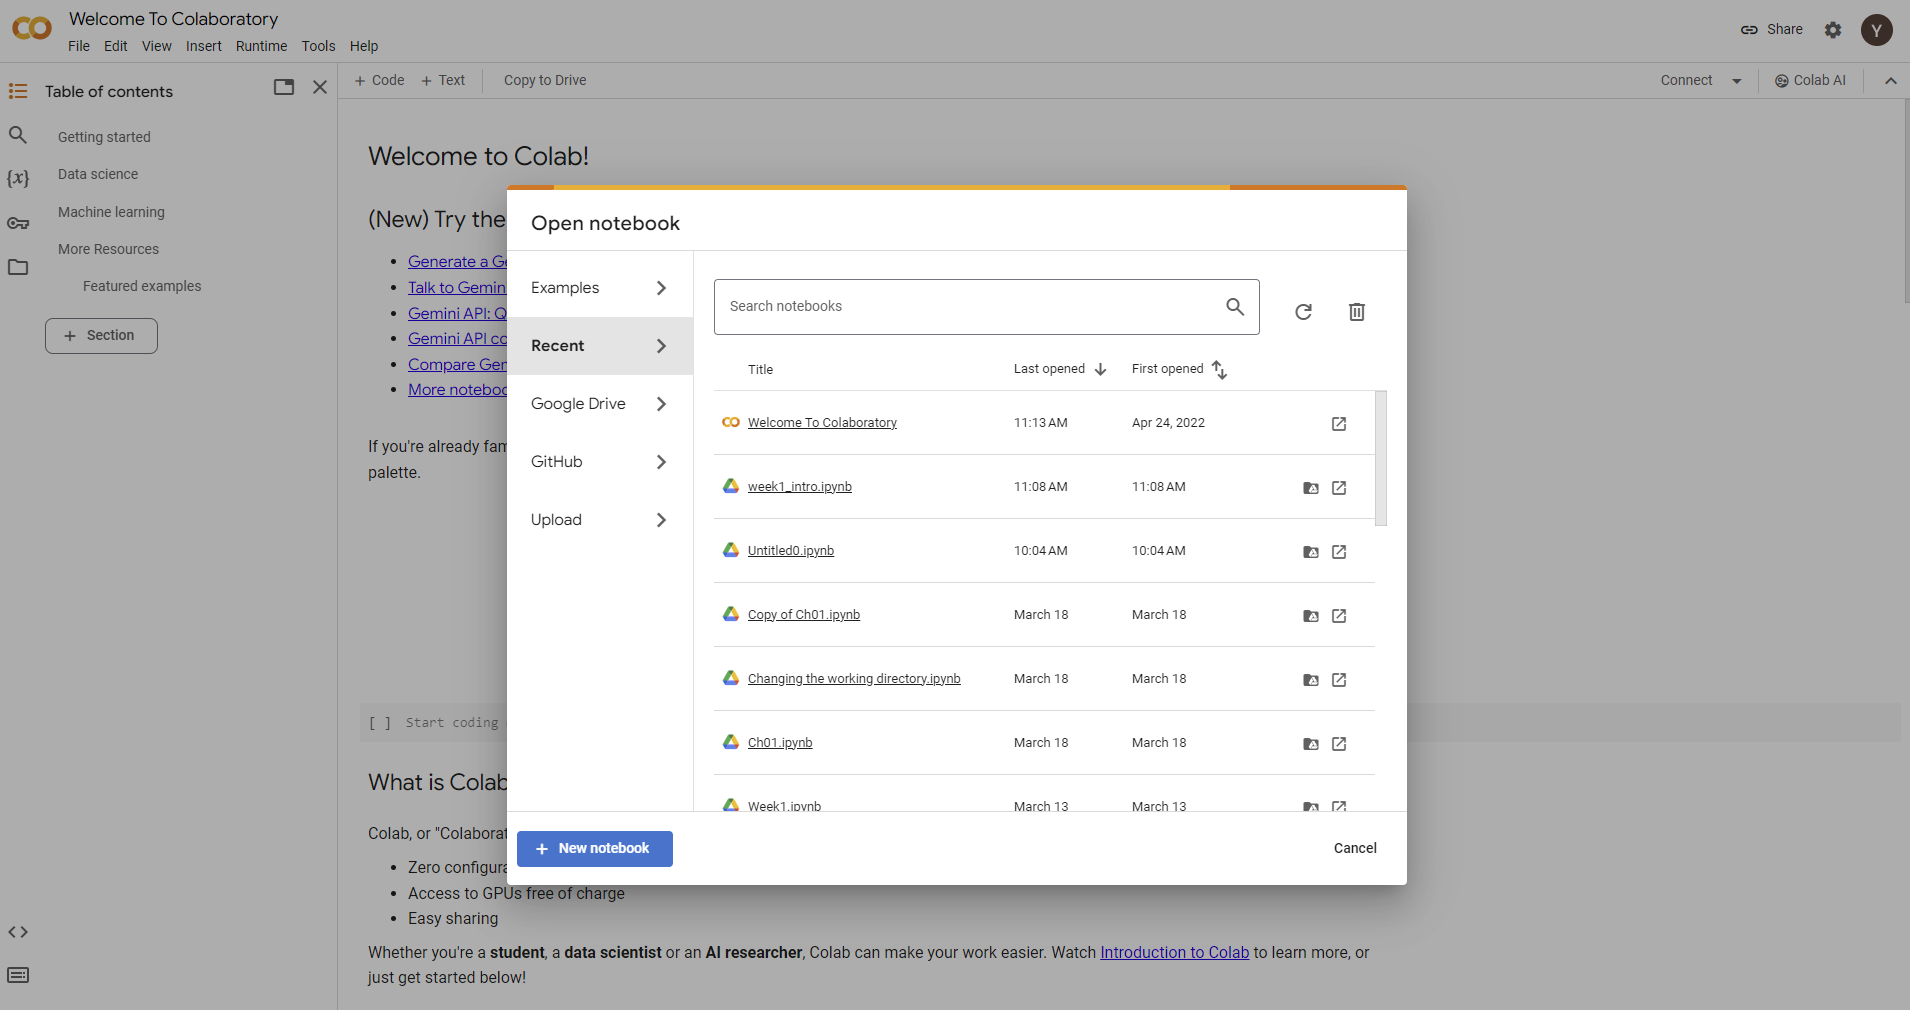 Welcome To Colaboratory
File Edit View Insert Runtime Tools Help
Share
Y
Table of contents
Getting started
Data science
Machine learning
More Resources
Featured examples
+ Section
{x}
+ Code + Text Copy to Drive
Connect
Colab AI
Welcome to Colab!
(New) Try the
Generate a Ge
Talk to Gemin
Gemini API: Q
Gemini API co
Compare Gem
More noteboo
If you're already fam
palette.
[ ] Start coding
What is Colab
Colab, or "Colaborat
Zero configura
Access to GPUs free of charge
Easy sharing
Whether you're a student, a data scientist or an AI researcher, Colab can make your work easier. Watch Introduction to Colab to learn more, or
just get started below!
Open notebook
Examples
Recent
Google Drive
GitHub
Upload
Search notebooks
Title Last opened First opened
Welcome To Colaboratory 11:13 AM Apr 24, 2022
week1_intro.ipynb 11:08 AM 11:08 AM
Untitled0.ipynb 10:04 AM 10:04 AM
Copy of Ch01.ipynb March 18 March 18
Changing the working directory.ipynb March 18 March 18
Ch01.ipynb March 18 March 18
Week1.ipynb March 13 March 13
+ New notebook
Cancel